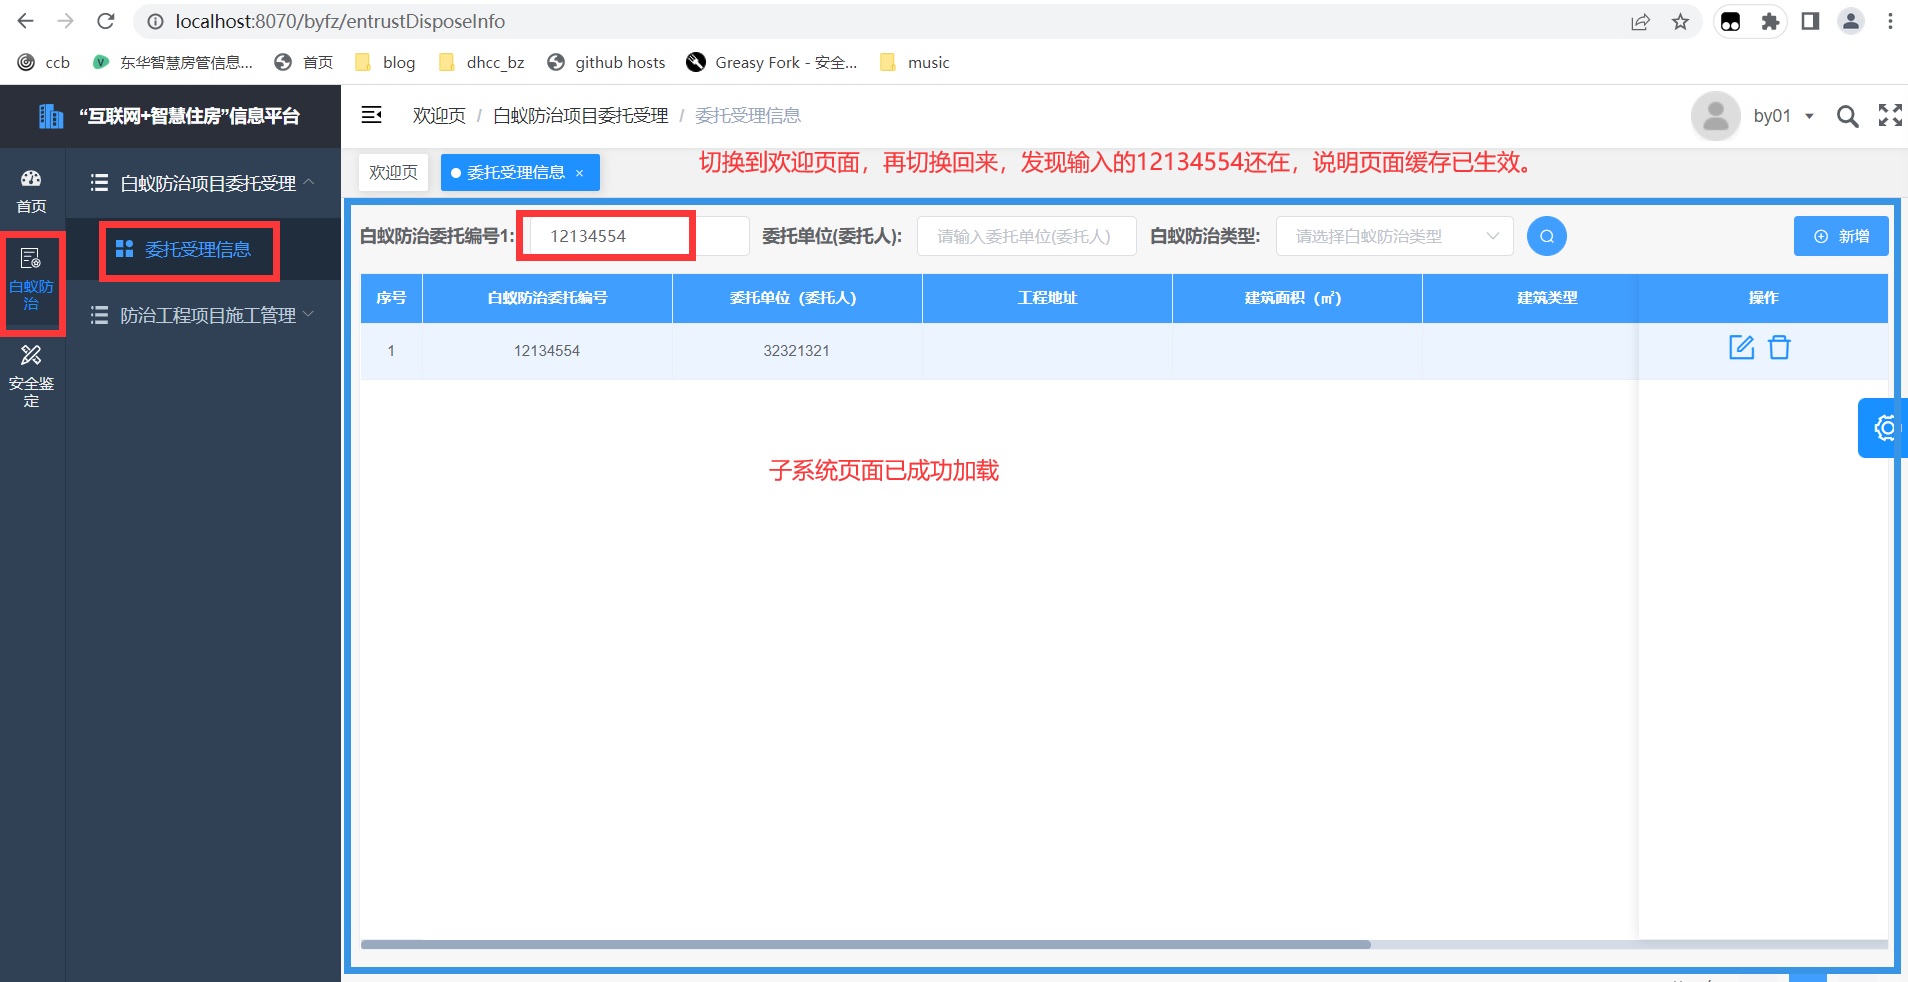 localhost:8070/byfz/entrustDisposeInfo
ccb
东华智慧房管信息...
首页
blog
dhcc_bz
github hosts
Greasy Fork - 安全...
music
“互联网+智慧住房”信息平台
欢迎页 / 白蚁防治项目委托受理 / 委托受理信息
by01
首页
白蚁防治
安全鉴定
白蚁防治项目委托受理
委托受理信息
防治工程项目施工管理
欢迎页
委托受理信息 ×
切换到欢迎页面，再切换回来，发现输入的12134554还在，说明页面缓存已生效。
白蚁防治委托编号1: 12134554
委托单位(委托人): 请输入委托单位(委托人)
白蚁防治类型: 请选择白蚁防治类型
新增
序号 白蚁防治委托编号 委托单位（委托人） 工程地址 建筑面积（㎡） 建筑类型 操作
1 12134554 32321321
子系统页面已成功加载